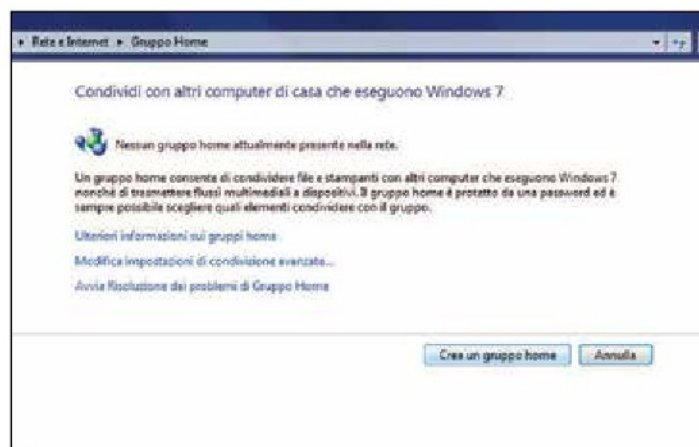 Rete e Internet ▸ Gruppo Home
Condividi con altri computer di casa che eseguono Windows 7
Nessun gruppo home attualmente presente nella rete.
Un gruppo home consente di condividere file e stampanti con altri computer che eseguono Windows 7
nonché di trasmettere flussi multimediali a dispositivi. Il gruppo home è protetto da una password ed è
sempre possibile scegliere quali elementi condividere con il gruppo.
Ulteriori informazioni sui gruppi home
Modifica impostazioni di condivisione avanzate...
Avvia Risoluzione dei problemi di Gruppo Home
Crea un gruppo home Annulla